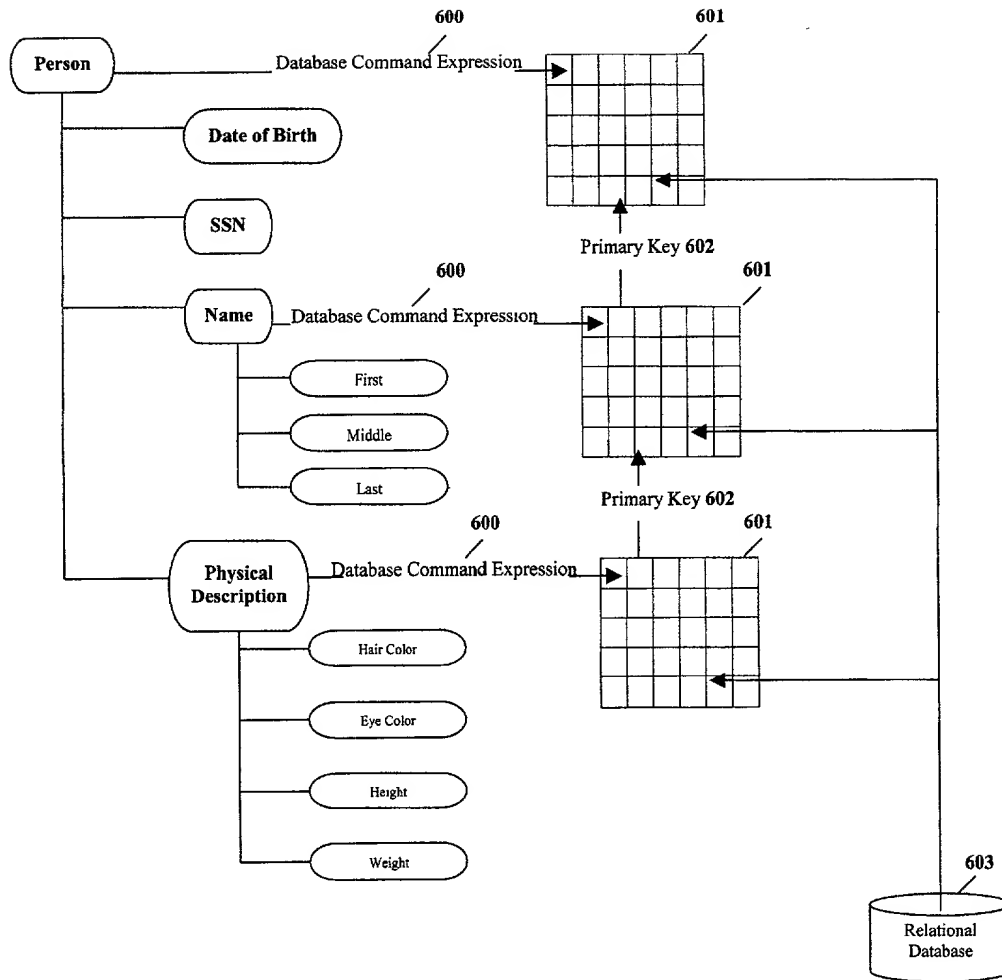 600
601
Person
Database Command Expression
Date of Birth
SSN
Primary Key 602
600
601
Name
Database Command Expression
First
Middle
Last
Primary Key 602
600
601
Physical
Description
Database Command Expression
Hair Color
Eye Color
Height
Weight
603
Relational
Database